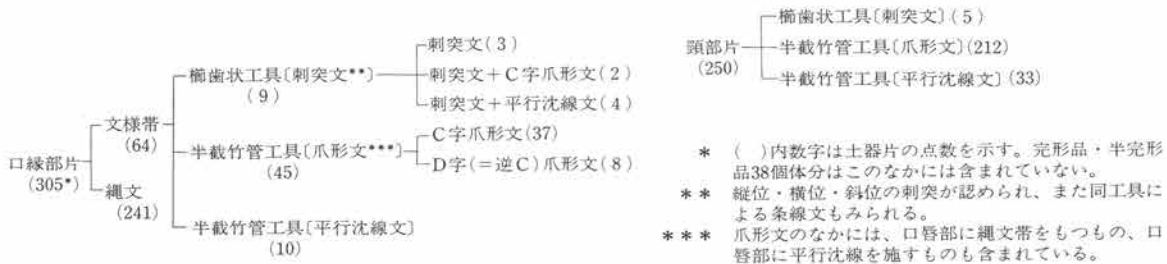 口縁部片
(305*)
文様帯
(64)
縄文
(241)
櫛歯状工具〔刺突文**〕
(9)
刺突文(3)
刺突文+C字爪形文(2)
刺突文+平行沈線文(4)
半截竹管工具〔爪形文***〕
(45)
C字爪形文(37)
D字(=逆C)爪形文(8)
半截竹管工具〔平行沈線文〕
(10)
頸部片
(250)
櫛歯状工具〔刺突文〕(5)
半截竹管工具〔爪形文〕(212)
半截竹管工具〔平行沈線文〕(33)
* ( )内数字は土器片の点数を示す。完形品・半完形
品38個体分はこのなかには含まれていない。
** 縦位・横位・斜位の刺突が認められ、また同工具に
よる条線文もみられる。
*** 爪形文のなかには、口唇部に縄文帯をもつもの、口
唇部に平行沈線を施すものも含まれている。